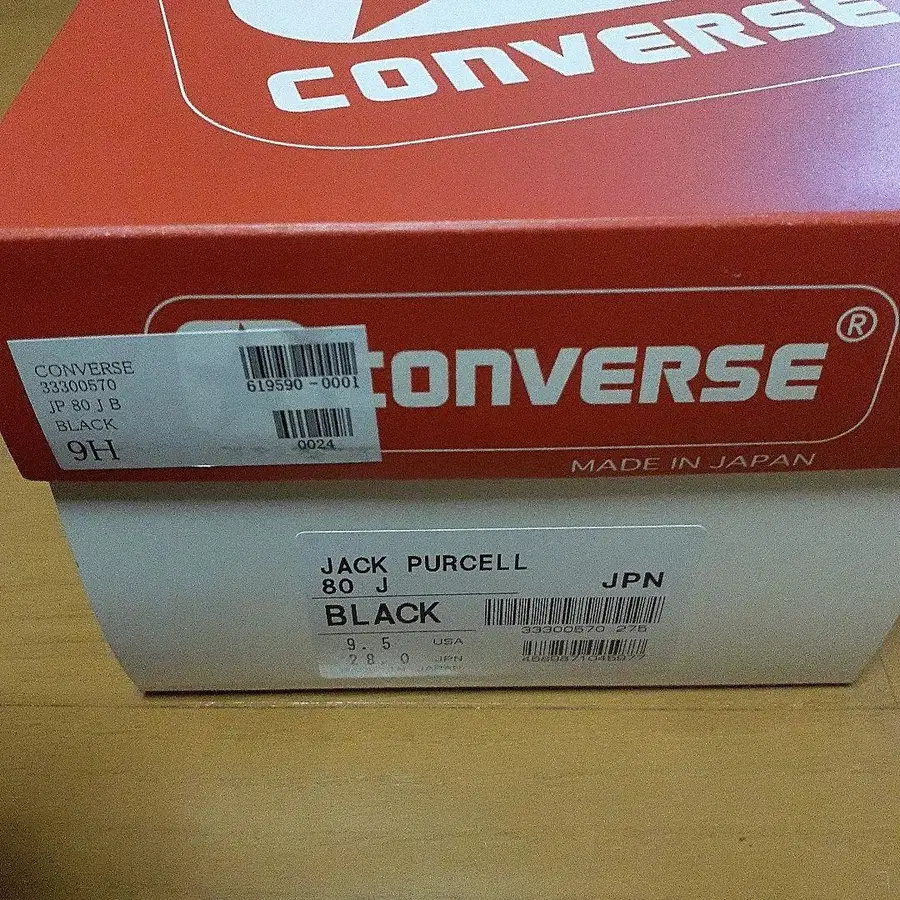 CONVERSE
CONVERSE®
MADE IN JAPAN
CONVERSE
33300570
JP 80 J B
BLACK
9H
619590-0001
0024
JACK PURCELL
80 J
JPN
BLACK
33300570 275
9.5 USA
28.0 JPN
JAPAN